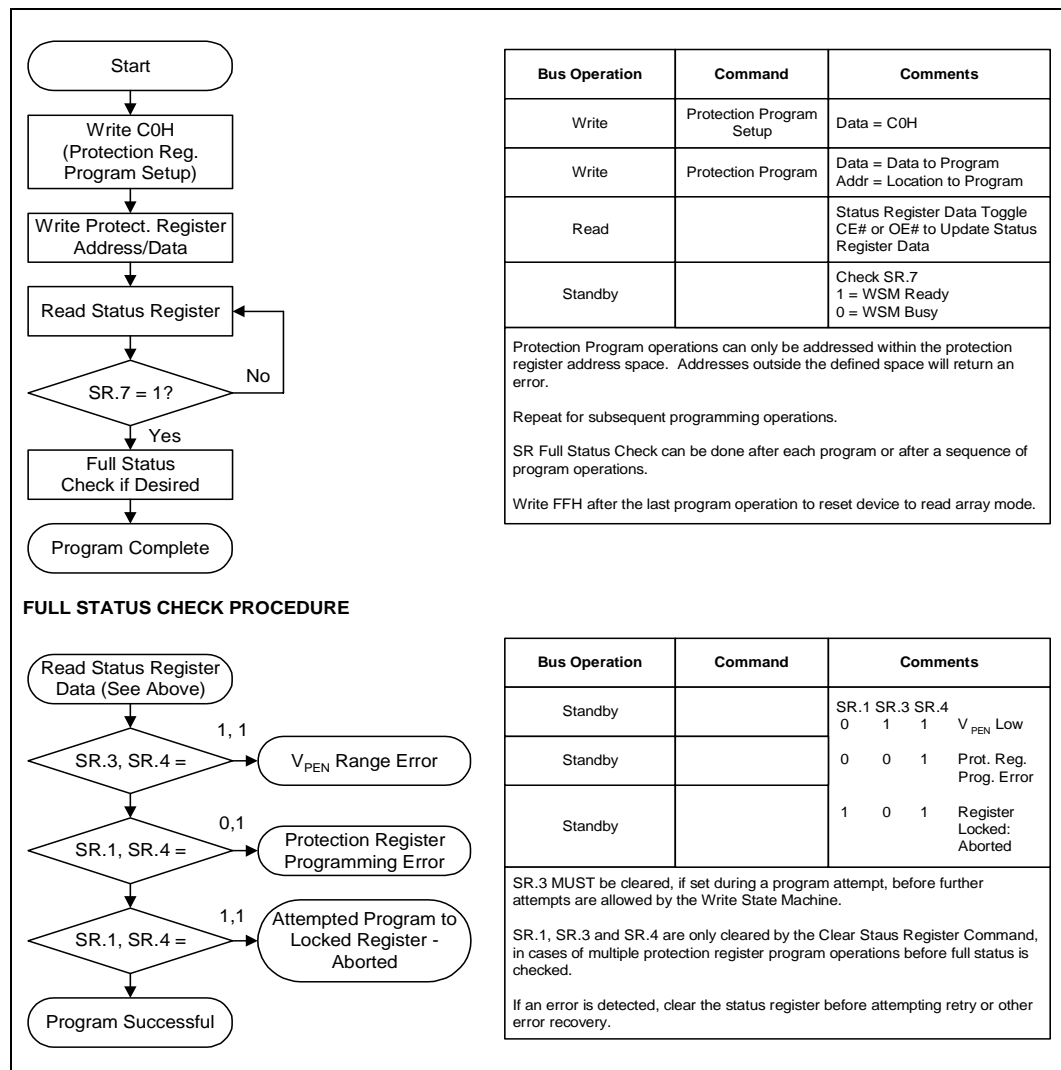 Start
Write C0H
(Protection Reg.
Program Setup)
Write Protect. Register
Address/Data
Read Status Register
No
SR.7 = 1?
Yes
Full Status
Check if Desired
Program Complete
Bus Operation Command Comments
Write Protection Program
Setup Data = C0H
Write Protection Program Data = Data to Program
Addr = Location to Program
Read Status Register Data Toggle
CE# or OE# to Update Status
Register Data
Standby Check SR.7
1 = WSM Ready
0 = WSM Busy
Protection Program operations can only be addressed within the protection
register address space. Addresses outside the defined space will return an
error.
Repeat for subsequent programming operations.
SR Full Status Check can be done after each program or after a sequence of
program operations.
Write FFH after the last program operation to reset device to read array mode.
FULL STATUS CHECK PROCEDURE
Read Status Register
Data (See Above)
1, 1
SR.3, SR.4 =
VPEN Range Error
0,1
SR.1, SR.4 =
Protection Register
Programming Error
1,1
SR.1, SR.4 =
Attempted Program to
Locked Register -
Aborted
Program Successful
Bus Operation Command Comments
Standby SR.1 SR.3 SR.4
0 1 1 VPEN Low
Standby 0 0 1 Prot. Reg.
Prog. Error
Standby 1 0 1 Register
Locked:
Aborted
SR.3 MUST be cleared, if set during a program attempt, before further
attempts are allowed by the Write State Machine.
SR.1, SR.3 and SR.4 are only cleared by the Clear Staus Register Command,
in cases of multiple protection register program operations before full status is
checked.
If an error is detected, clear the status register before attempting retry or other
error recovery.